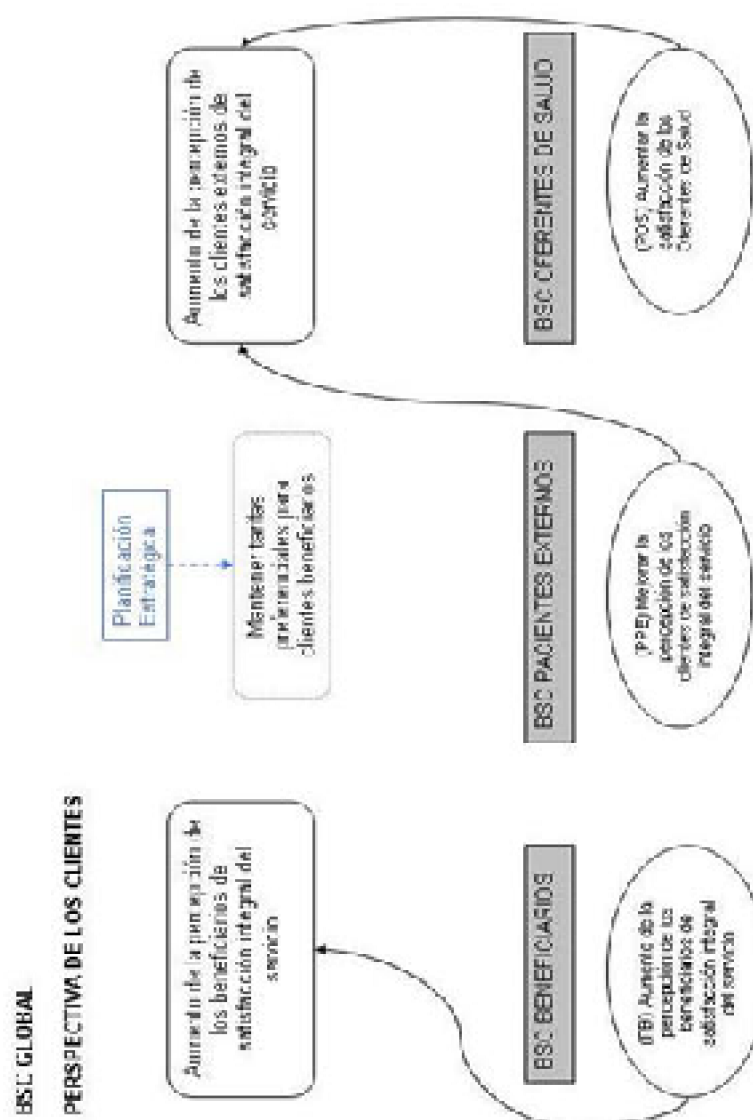 BSC GLOBAL
PERSPECTIVA DE LOS CLIENTES
Planificación
Estratégica
Aumento de la percepción de
los beneficiarios de
satisfacción integral del
servicio
Mantener tarifas
preferenciales para
clientes beneficiarios
Aumento de la percepción de
los clientes externos de
satisfacción integral del
servicio
BSC BENEFICIARIOS
BSC PACIENTES EXTERNOS
BSC OFERENTES DE SALUD
Aumento de la
percepción de los
beneficiarios de
satisfacción integral
del servicio
(PPE) Mejorar la
percepción de los
clientes de satisfacción
integral del servicio
(POS) Aumentar la
satisfacción de los
Oferentes de Salud